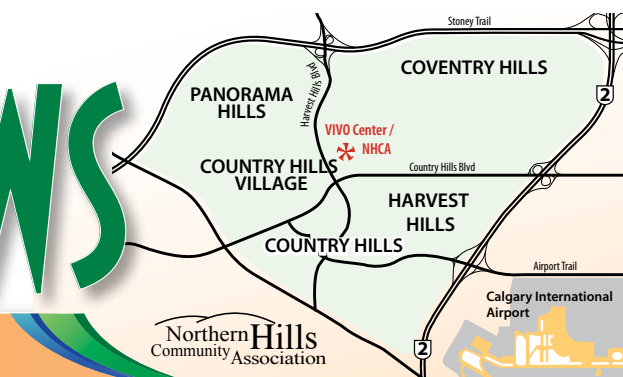 Stoney Trail
COVENTRY HILLS
Harvest Hills Blvd
2
PANORAMA
HILLS
WS
VIVO Center /
NHCA
COUNTRY HILLS
VILLAGE
Country Hills Blvd
HARVEST
HILLS
COUNTRY HILLS
Airport Trail
Calgary International
Airport
Northern Hills
Community Association
2